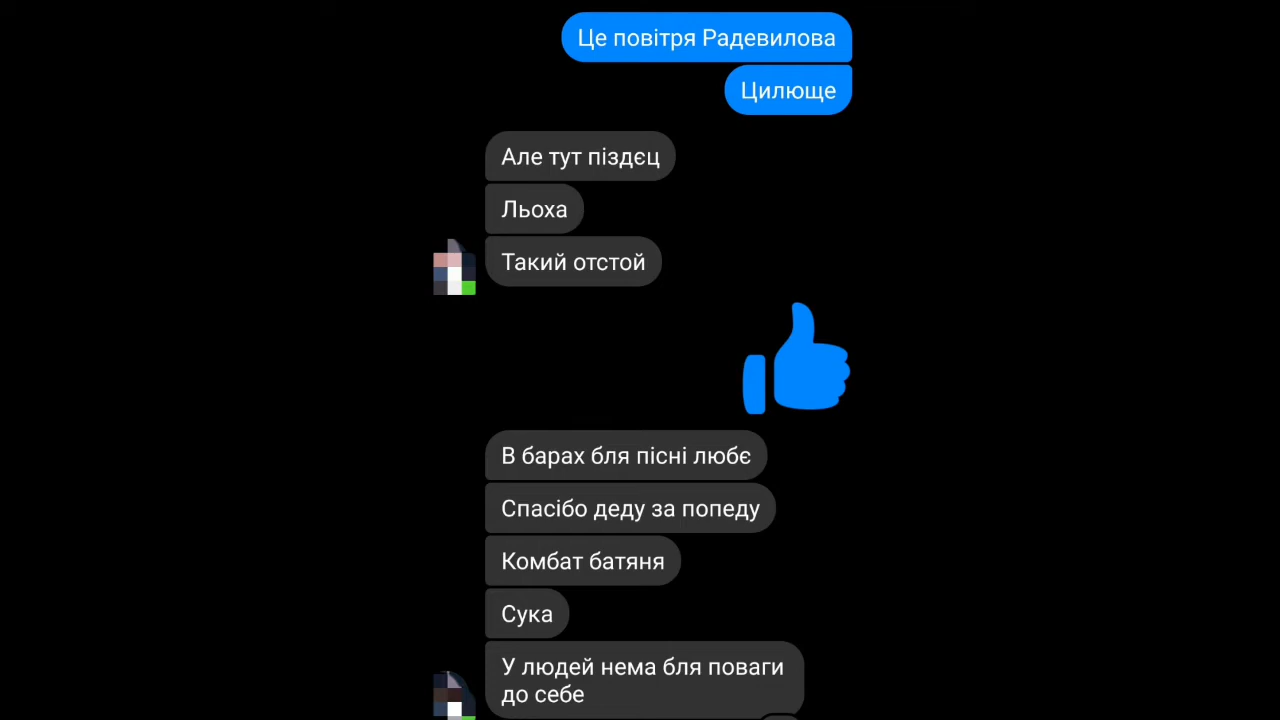 Це повітря Радевилова
Цилюще
Але тут піздєц
Льоха
Такий отстой
В барах бля пісні любє
Спасібо деду за попеду
Комбат батяня
Сука
У людей нема бля поваги
до себе